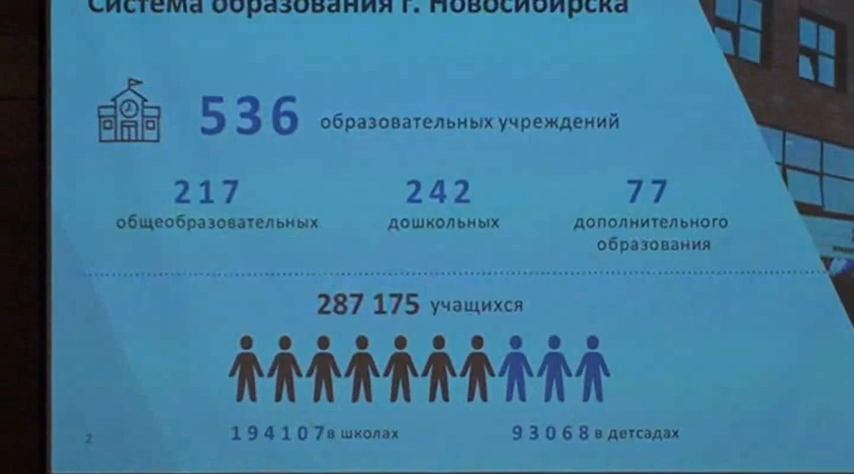 Система образования г. Новосибирска
536 образовательных учреждений
217 242 77
общеобразовательных дошкольных дополнительного
образования
287 175 учащихся
194107 в школах 93068 в детсадах
2